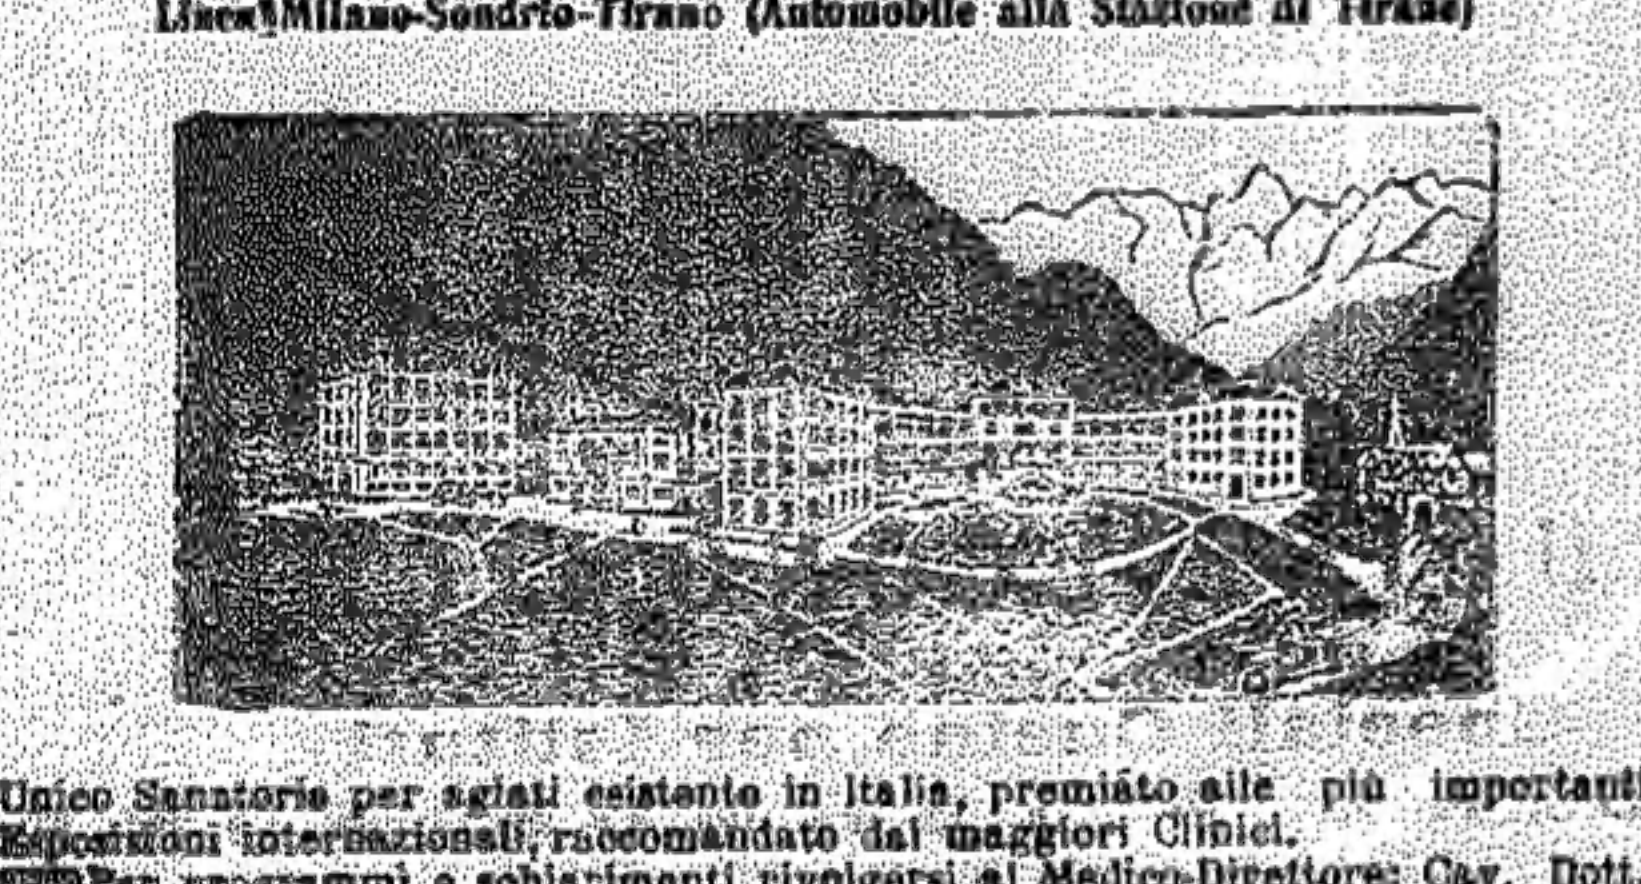 Linea Milano-Sondrio-Tirano (Automobile alla Stazione di Tirano)
Unico Sanatorio per agiati esistente in Italia, premiato alle più importanti
Esposizioni internazionali, raccomandato dai maggiori Clinici.
Per programmi e schiarimenti rivolgersi al Medico-Direttore: Cav. Dott.